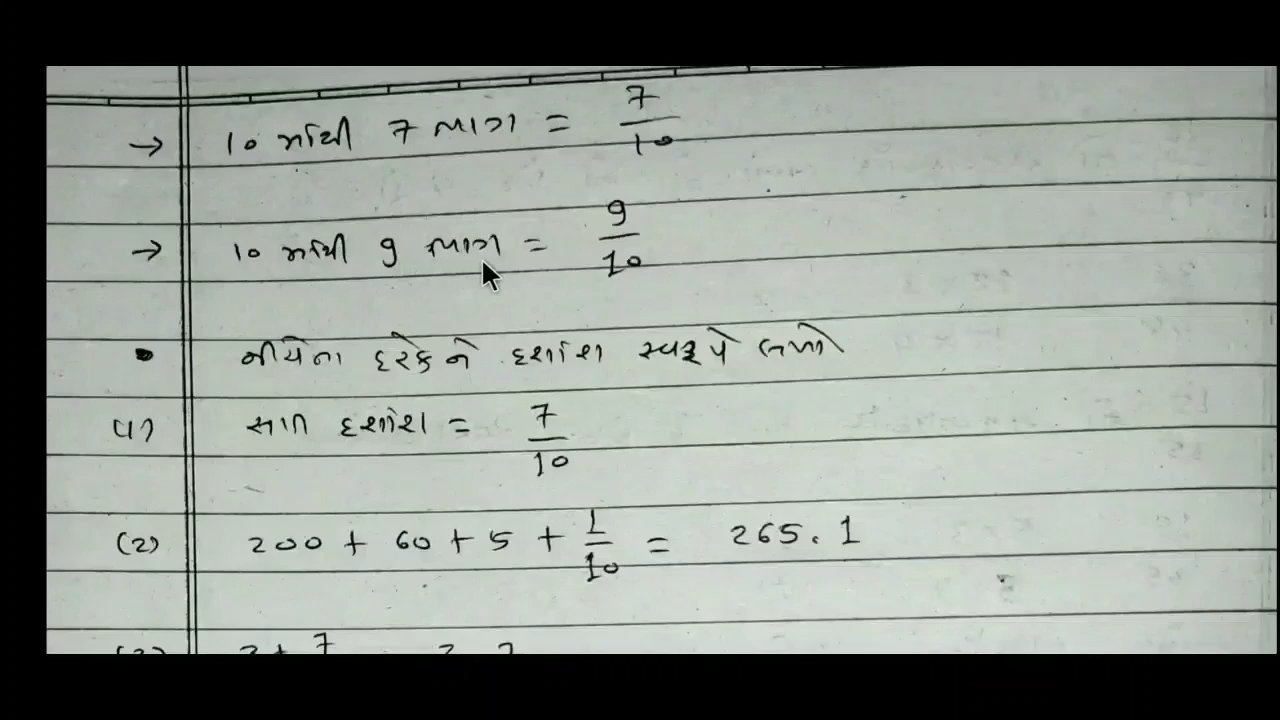 → 10 માંથી 7 ભાગ = 7/10
→ 10 માંથી 9 ભાગ = 9/10
• નીચેના દરેકને દશાંશ સ્વરૂપે લખો
(1) સાત દશાંશ = 7/10
(2) 200 + 60 + 5 + 1/10 = 265.1